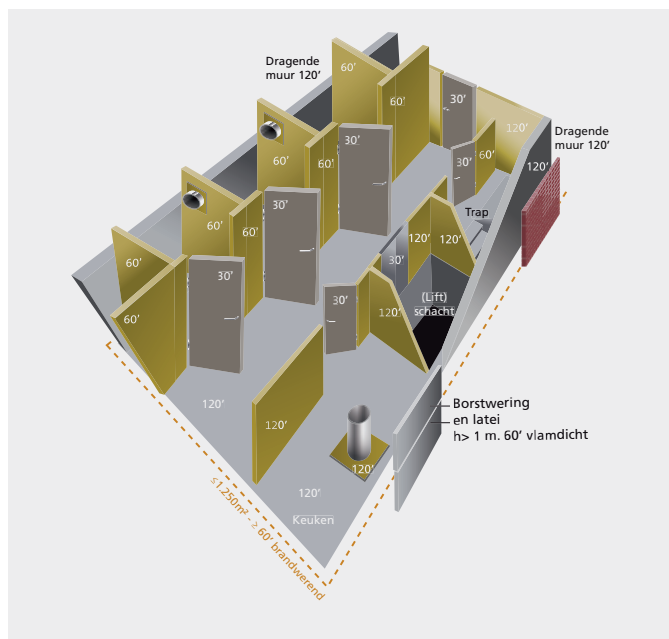 Dragende
muur 120'
60'
60'
30'
120'
Dragende
muur 120'
120'
60'
60'
30'
30'
60'
Trap
60'
60'
30'
120'
120'
30'
(Lift)
schacht
60'
60'
30'
30'
120'
120'
120'
120'
120'
Keuken
Borstwering
en latei
h> 1 m. 60' vlamdicht
≤1.250m² - ≥ 60' brandwerend